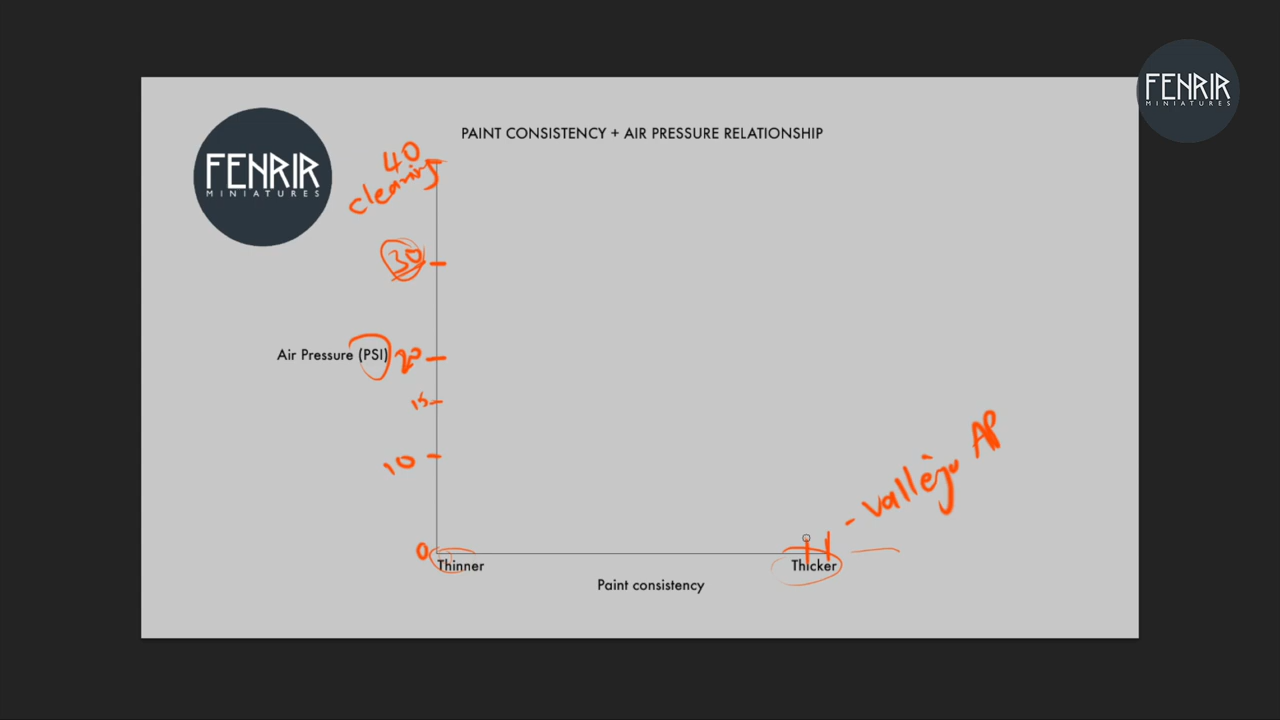 FENRIR
MINIATURES
FENRIR
MINIATURES
PAINT CONSISTENCY + AIR PRESSURE RELATIONSHIP
40
cleaning
30
Air Pressure (PSI)
20
15
10
vallejo AP
0
Thinner
Thicker
Paint consistency